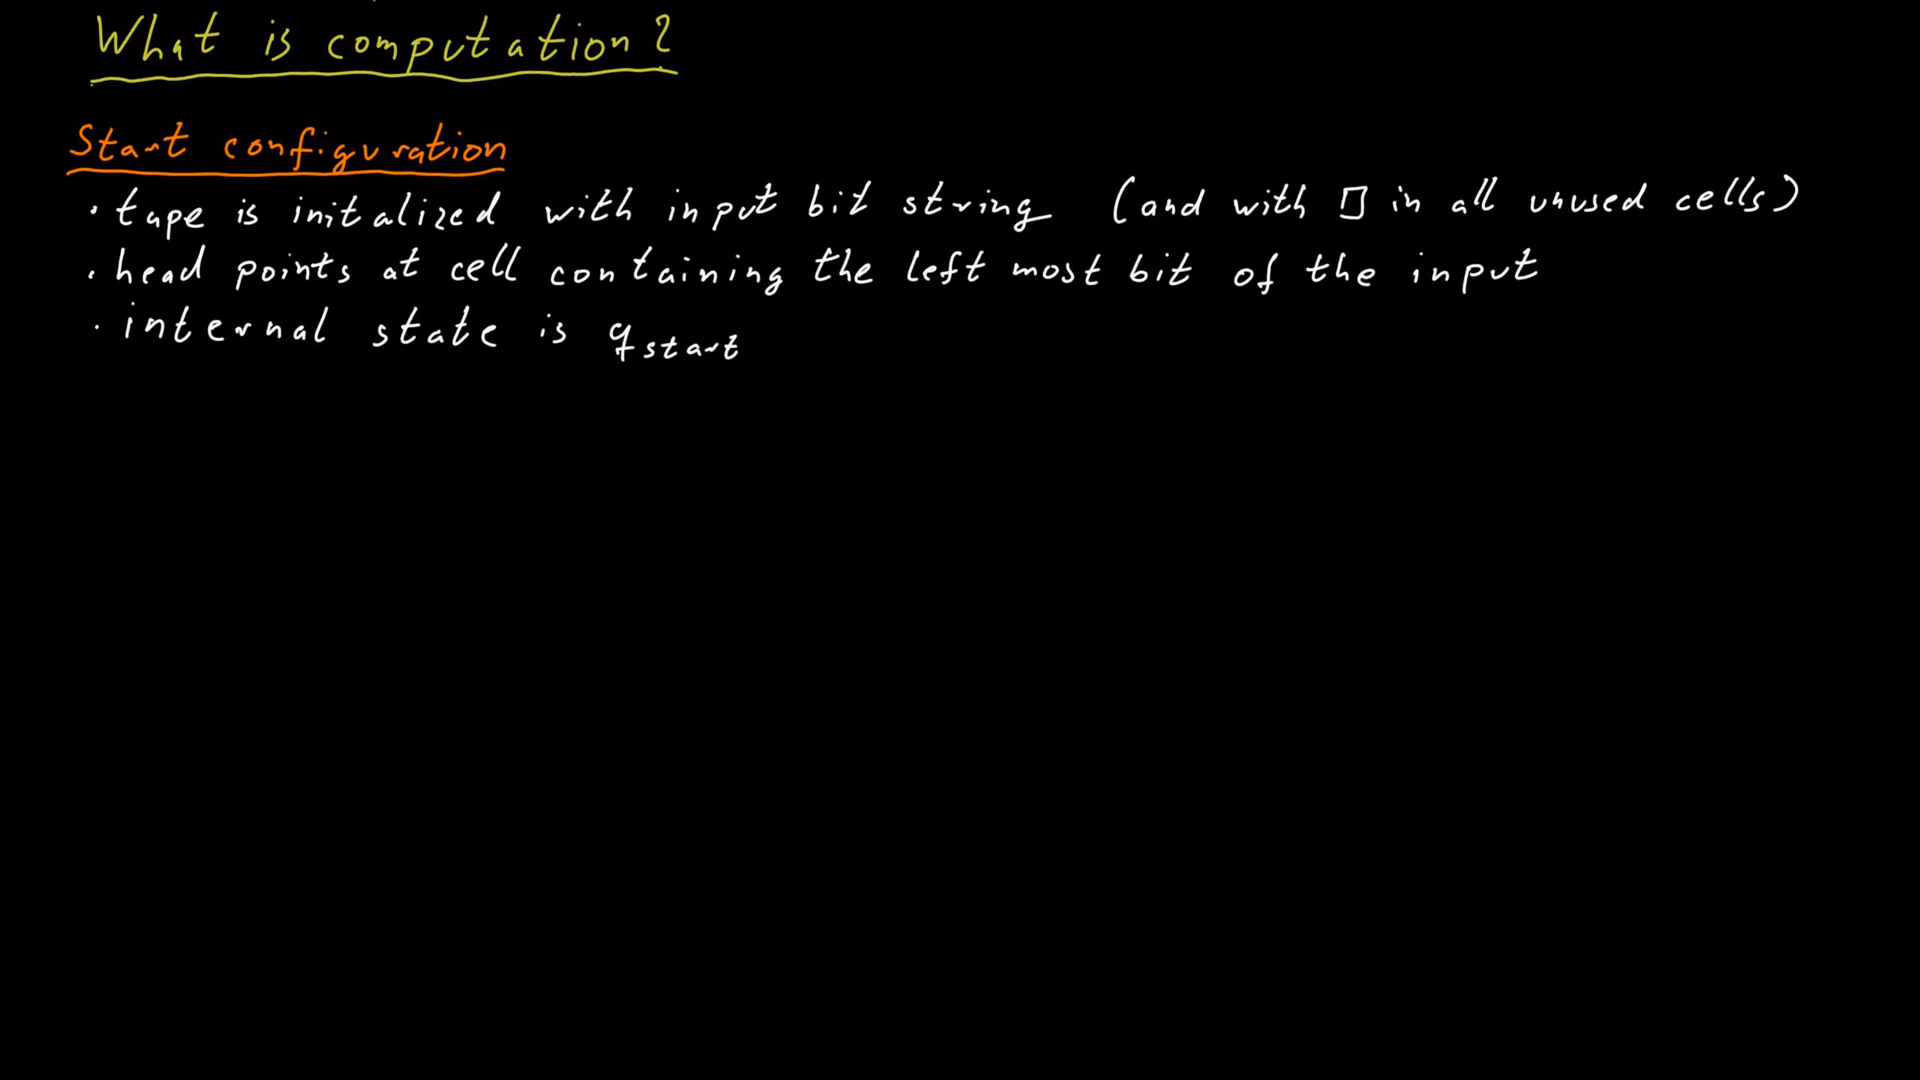 What is computation?
Start configuration
· tape is initalized with input bit string (and with □ in all unused cells)
· head points at cell containing the left most bit of the input
· internal state is q_start